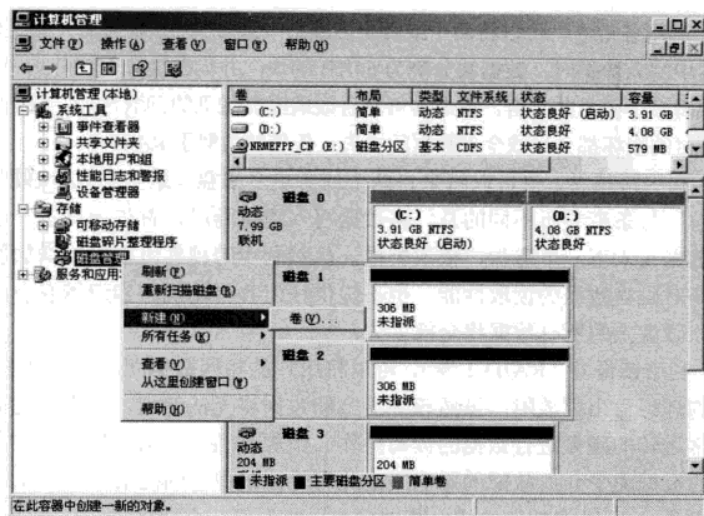 计算机管理
文件(F) 操作(A) 查看(V) 窗口(W) 帮助(H)
计算机管理(本地)
系统工具
事件查看器
共享文件夹
本地用户和组
性能日志和警报
设备管理器
存储
可移动存储
磁盘碎片整理程序
磁盘管理
服务和应用
卷 布局 类型 文件系统 状态 容量
(C:) 简单 动态 NTFS 状态良好 (启动) 3.91 GB
(D:) 简单 动态 NTFS 状态良好 4.08 GB
NRMEFPP_CN (E:) 磁盘分区 基本 CDFS 状态良好 579 MB
磁盘 0
动态
7.99 GB
联机
(C:)
3.91 GB NTFS
状态良好 (启动)
(D:)
4.08 GB NTFS
状态良好
刷新(F)
重新扫描磁盘(R)
新建(N)
所有任务(K)
查看(V)
从这里创建窗口(W)
帮助(H)
卷(V)...
磁盘 1
306 MB
未指派
磁盘 2
306 MB
未指派
磁盘 3
动态
204 MB
204 MB
未指派 主要磁盘分区 简单卷
在此容器中创建一新的对象。